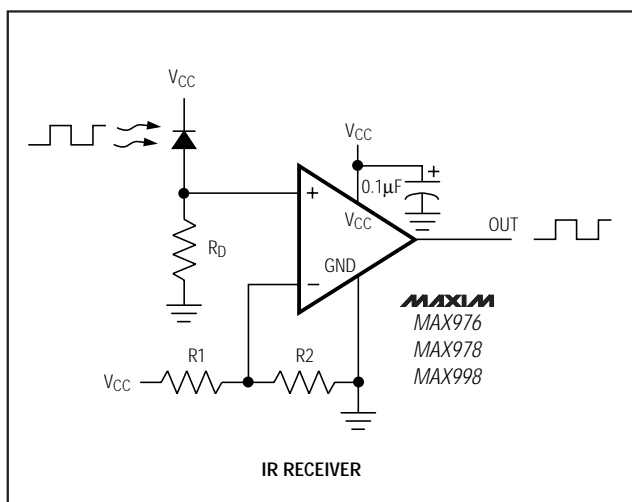 VCC
VCC
+
0.1µF
+
VCC
OUT
RD
GND
−
MAXIM
MAX976
MAX978
MAX998
R1
R2
VCC
IR RECEIVER